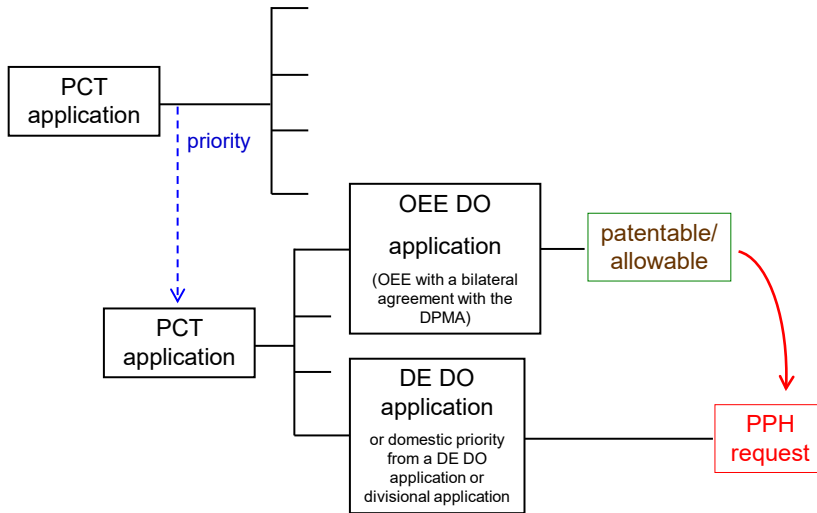 PCT
application
priority
OEE DO
application
(OEE with a bilateral
agreement with the
DPMA)
patentable/
allowable
PCT
application
DE DO
application
or domestic priority
from a DE DO
application or
divisional application
PPH
request